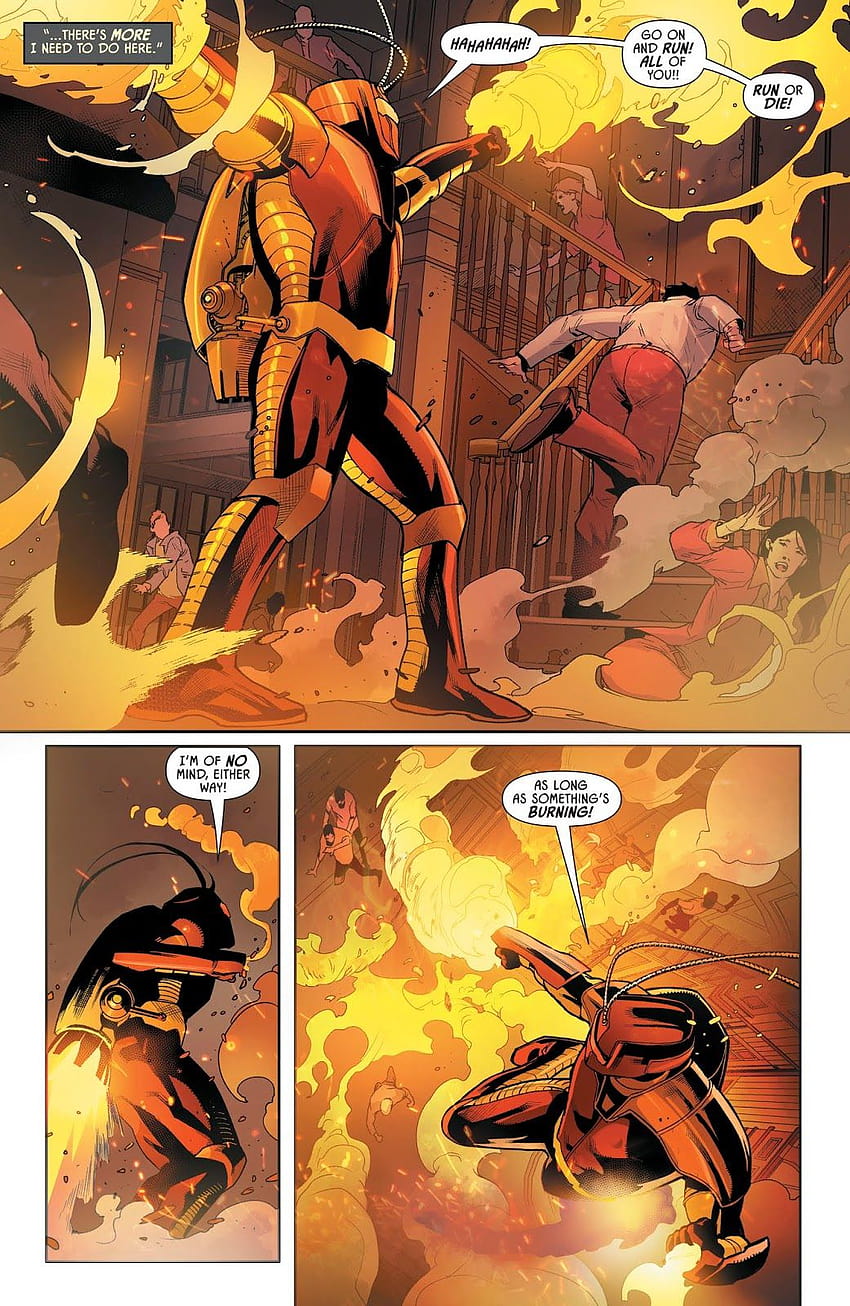 "...THERE'S MORE
I NEED TO DO HERE."
HAHAHAHAH!
GO ON
AND RUN!
ALL OF
YOU!!
RUN OR
DIE!
I'M OF NO
MIND, EITHER
WAY!
AS LONG
AS SOMETHING'S
BURNING!